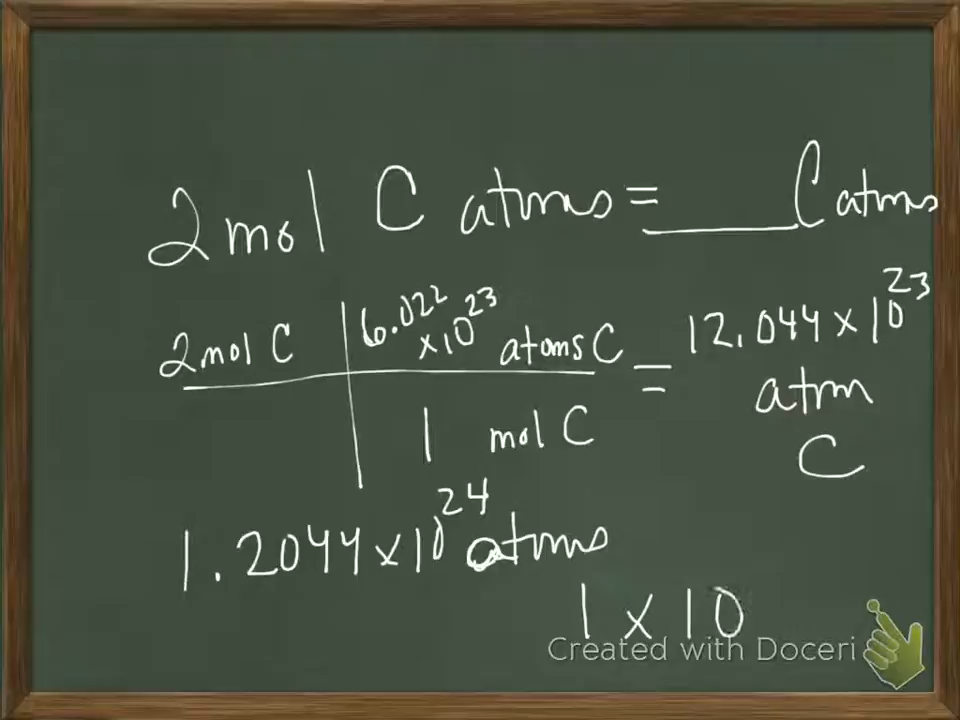 2 mol C atoms = ____ C atoms
2 mol C | 6.022 x 10^23 atoms C = 12.044 x 10^23
1 mol C atm
C
1.2044 x 10^24 atoms
1 x 10
Created with Doceri